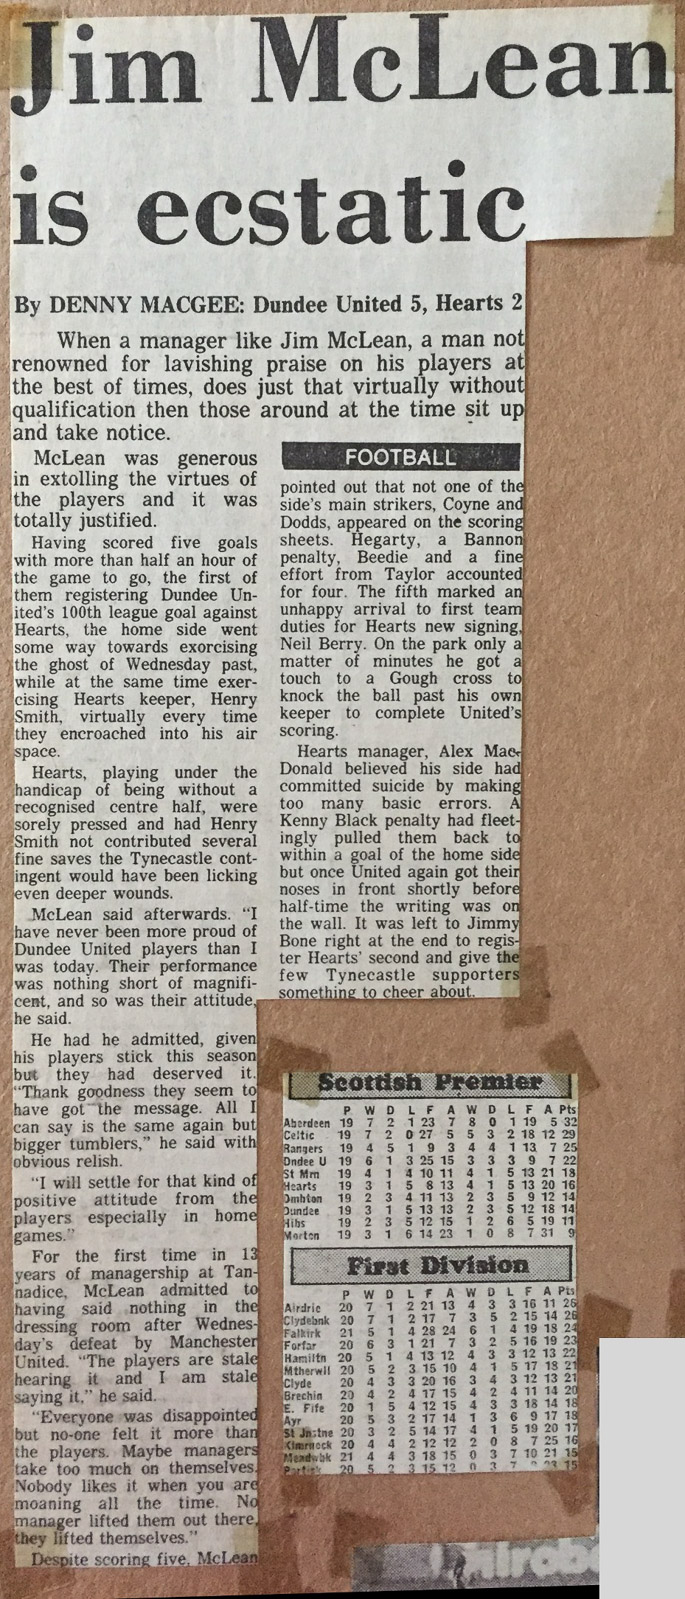 Jim McLean
is ecstatic
By DENNY MACGEE: Dundee United 5, Hearts 2
When a manager like Jim McLean, a man not
renowned for lavishing praise on his players at
the best of times, does just that virtually without
qualification then those around at the time sit up
and take notice.
McLean was generous
in extolling the virtues of
the players and it was
totally justified.
Having scored five goals
with more than half an hour of
the game to go, the first of
them registering Dundee Un-
ited's 100th league goal against
Hearts, the home side went
some way towards exorcising
the ghost of Wednesday past,
while at the same time exer-
cising Hearts keeper, Henry
Smith, virtually every time
they encroached into his air
space.
Hearts, playing under the
handicap of being without a
recognised centre half, were
sorely pressed and had Henry
Smith not contributed several
fine saves the Tynecastle cont-
ingent would have been licking
even deeper wounds.
McLean said afterwards. "I
have never been more proud of
Dundee United players than I
was today. Their performance
was nothing short of magnifi-
cent, and so was their attitude,
he said.
He had he admitted, given
his players stick this season
but they had deserved it.
"Thank goodness they seem to
have got the message. All I
can say is the same again but
bigger tumblers," he said with
obvious relish.
"I will settle for that kind of
positive attitude from the
players especially in home
games."
For the first time in 13
years of managership at Tan-
nadice, McLean admitted to
having said nothing in the
dressing room after Wednes-
day's defeat by Manchester
United. "The players are stale
hearing it and I am stale
saying it," he said.
"Everyone was disappointed
but no-one felt it more than
the players. Maybe managers
take too much on themselves.
Nobody likes it when you are
moaning all the time. No
manager lifted them out there,
they lifted themselves."
Despite scoring five, McLean
FOOTBALL
pointed out that not one of the
side's main strikers, Coyne and
Dodds, appeared on the scoring
sheets. Hegarty, a Bannon
penalty, Beedie and a fine
effort from Taylor accounted
for four. The fifth marked an
unhappy arrival to first team
duties for Hearts new signing,
Neil Berry. On the park only a
matter of minutes he got a
touch to a Gough cross to
knock the ball past his own
keeper to complete United's
scoring.
Hearts manager, Alex Mac-
Donald believed his side had
committed suicide by making
too many basic errors. A
Kenny Black penalty had fleet-
ingly pulled them back to
within a goal of the home side
but once United again got their
noses in front shortly before
half-time the writing was on
the wall. It was left to Jimmy
Bone right at the end to regis-
ter Hearts' second and give the
few Tynecastle supporters
something to cheer about.
Scottish Premier
P W D L F A W D L F A Pts
Aberdeen 19 7 2 1 23 7 8 0 1 19 5 32
Celtic 19 7 2 0 27 5 5 3 2 18 12 29
Rangers 19 4 5 1 9 3 4 4 1 13 7 25
Dndee U 19 6 1 3 25 15 3 3 3 9 7 22
St Mrn 19 4 1 4 10 11 4 1 5 13 21 18
Hearts 19 3 1 5 8 13 4 1 5 13 20 16
Dmbton 19 2 3 4 11 13 2 3 5 9 12 14
Dundee 19 3 1 5 13 13 2 3 5 12 18 14
Hibs 19 2 3 5 12 15 1 2 6 5 19 11
Morton 19 3 1 6 14 23 1 0 8 7 31 9
First Division
P W D L F A W D L F A Pts
Airdrie 20 7 1 2 21 13 4 3 3 16 11 26
Clydebnk 20 7 1 2 17 7 3 5 2 15 14 26
Falkirk 21 5 1 4 28 24 6 1 4 19 18 24
Forfar 20 6 3 1 21 7 3 2 5 16 19 23
Hamiltn 20 5 1 4 13 12 4 3 3 12 13 22
Mtherwll 20 5 2 3 15 10 4 1 5 17 18 21
Clyde 20 4 3 3 20 16 3 4 3 12 13 21
Brechin 20 4 2 4 17 15 4 2 4 11 14 20
E. Fife 20 1 5 4 12 15 4 3 3 18 14 18
Ayr 20 5 3 2 17 14 1 3 6 9 17 18
St Jnstne 20 3 2 5 14 17 4 1 5 19 20 17
Klmrnock 20 4 4 2 12 12 2 0 8 7 25 16
Meadwbk 21 4 4 3 18 15 0 3 7 10 21 15
Partick 20 5 2 3 15 12 0 3 7 23 15